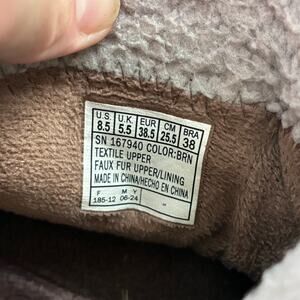 U.S. U.K. EUR CM BRA
8.5 5.5 38.5 25.5 38
SN 167940 COLOR:BRN
TEXTILE UPPER
FAUX FUR UPPER/LINING
MADE IN CHINA/HECHO EN CHINA
F M Y
185-12 06-24 "